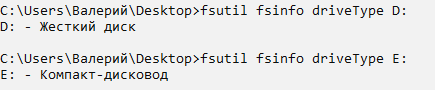 C:\Users\Валерий\Desktop>fsutil fsinfo driveType D:
D: - Жесткий диск
C:\Users\Валерий\Desktop>fsutil fsinfo driveType E:
E: - Компакт-дисковод